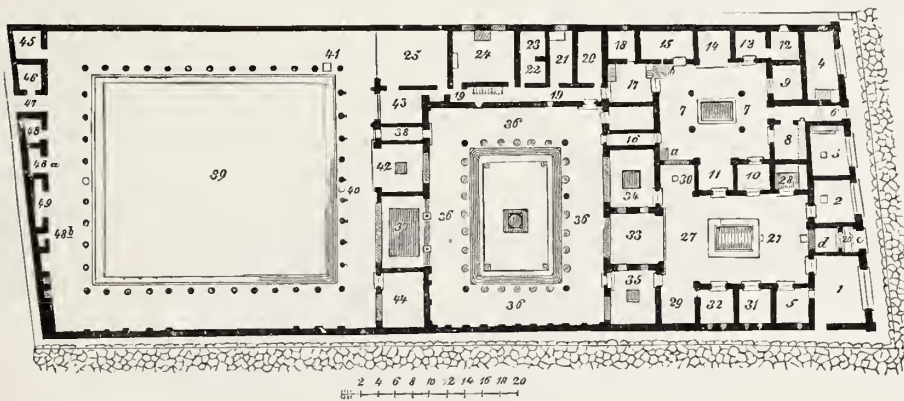 45 41 25 24 23 21 20 18 15 14 13 12 4
46 22 17 b 9
47 43 19 19 7 7 6
48 38 36 16 8 3
48 a 42 a 11 10 28
39 40 34 30 2
49 37 36 36 33 27 27 d c
48b 35 1
44 36 29 32 31 5
2 4 6 8 10 12 14 16 18 20